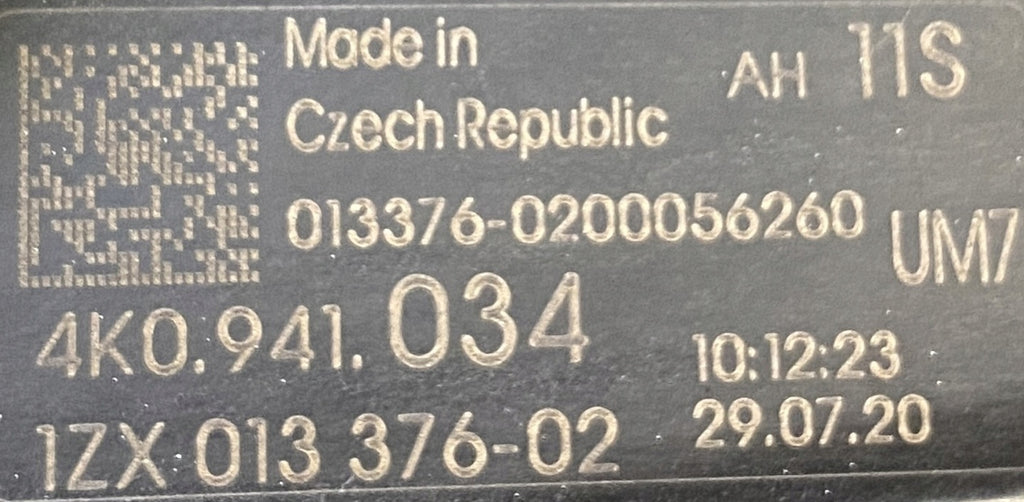 Made in
Czech Republic
AH 11S
013376-0200056260
UM7
4K0.941.034
10:12:23
1ZX 013 376-02
29.07.20